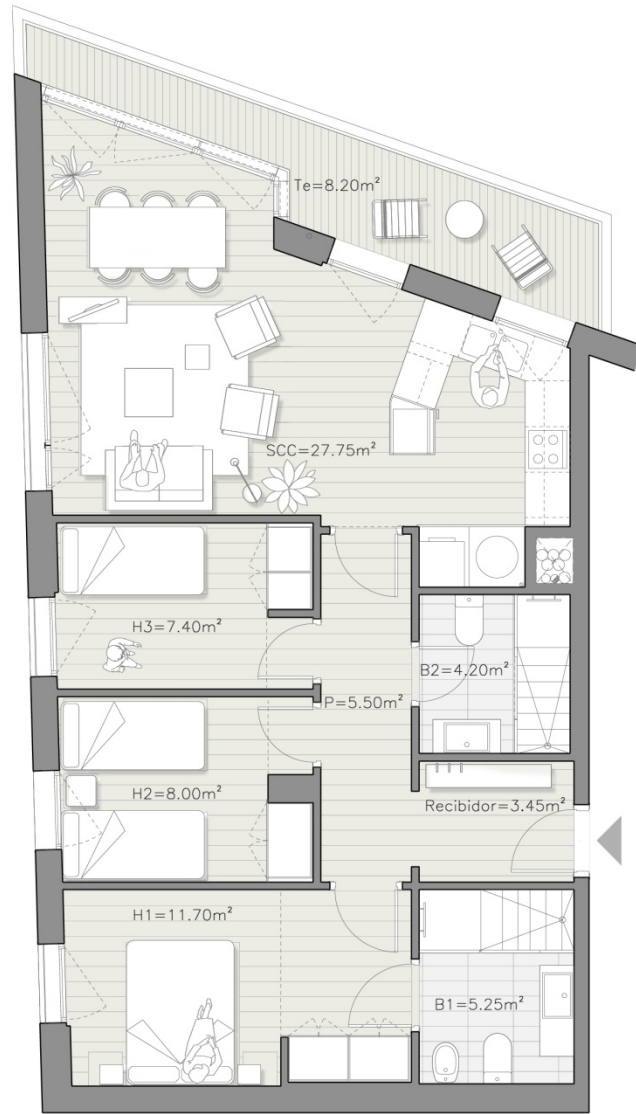 Te=8.20m²
SCC=27.75m²
H3=7.40m²
B2=4.20m²
P=5.50m²
H2=8.00m²
Recibidor=3.45m²
H1=11.70m²
B1=5.25m²